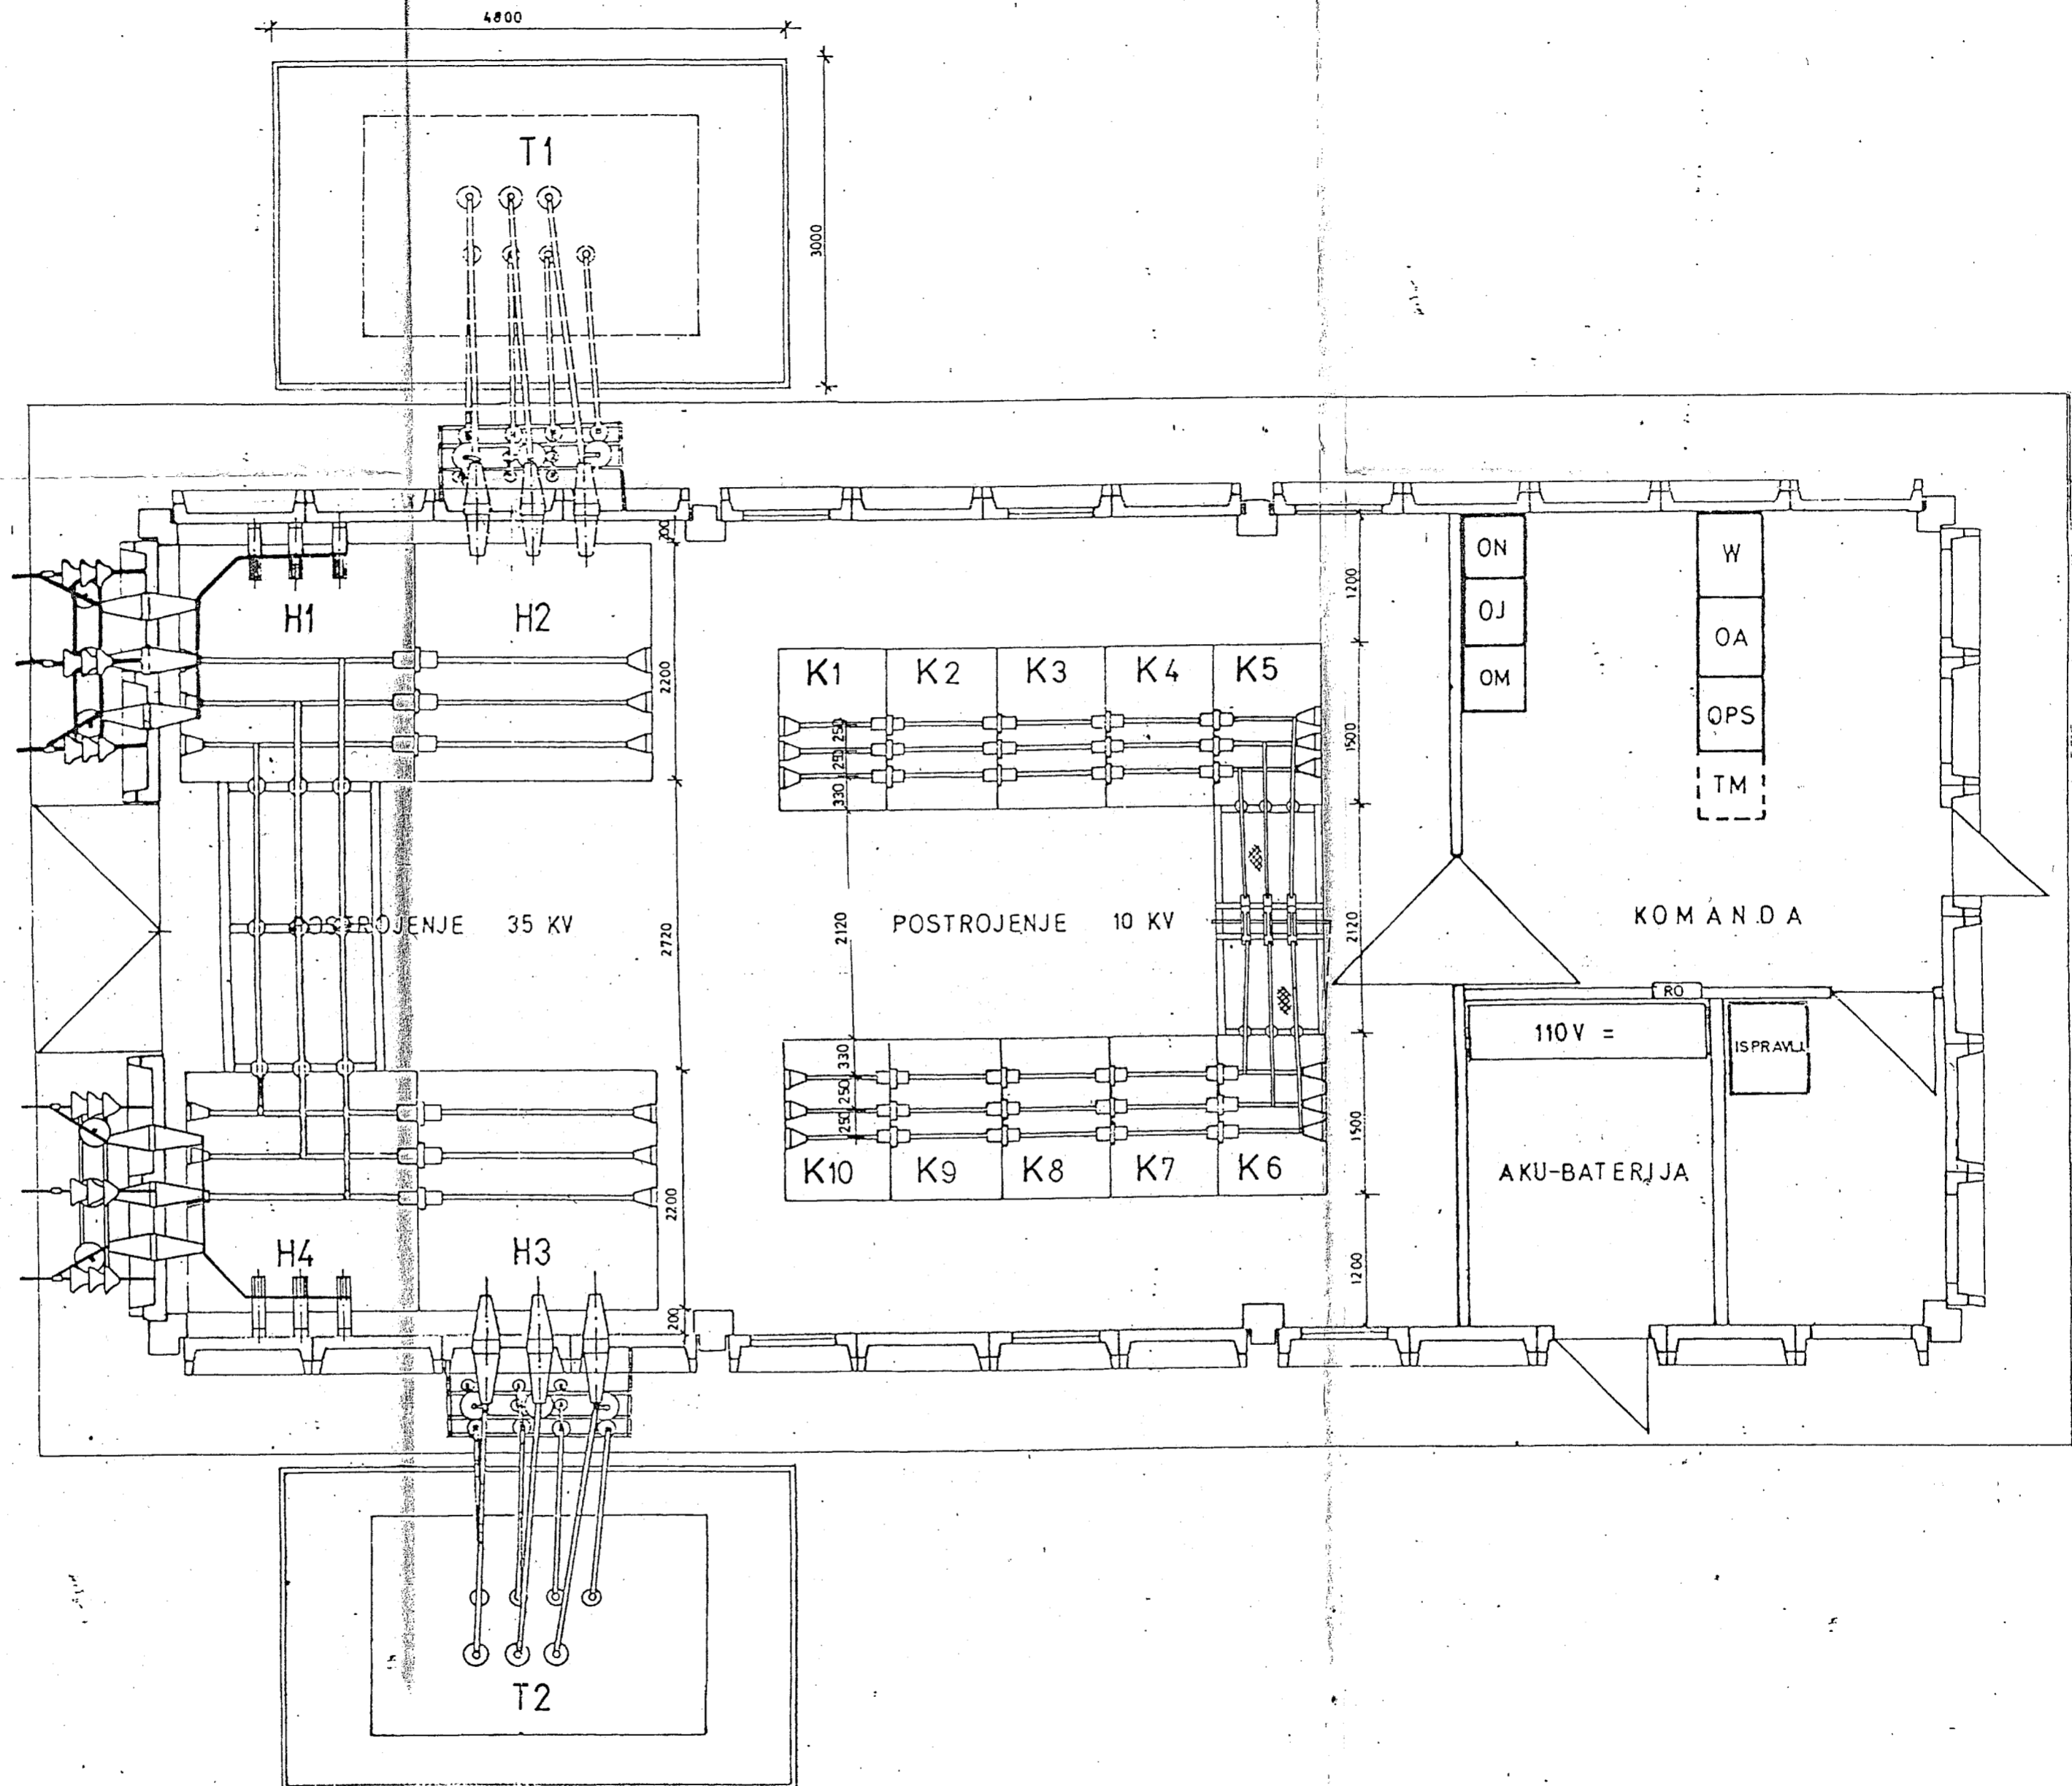 4800
T1
3000
200
ON
W
1200
OJ
H1
H2
OA
2200
K1
K2
K3
K4
K5
OM
OPS
250
1500
250
TM
330
POSTROJENJE 35 KV
2720
2120
POSTROJENJE 10 KV
2120
KOMANDA
RO
110V =
330
250
250
1500
K10
K9
K8
K7
K6
AKU-BATERIJA
2200
H4
H3
1200
200
T2